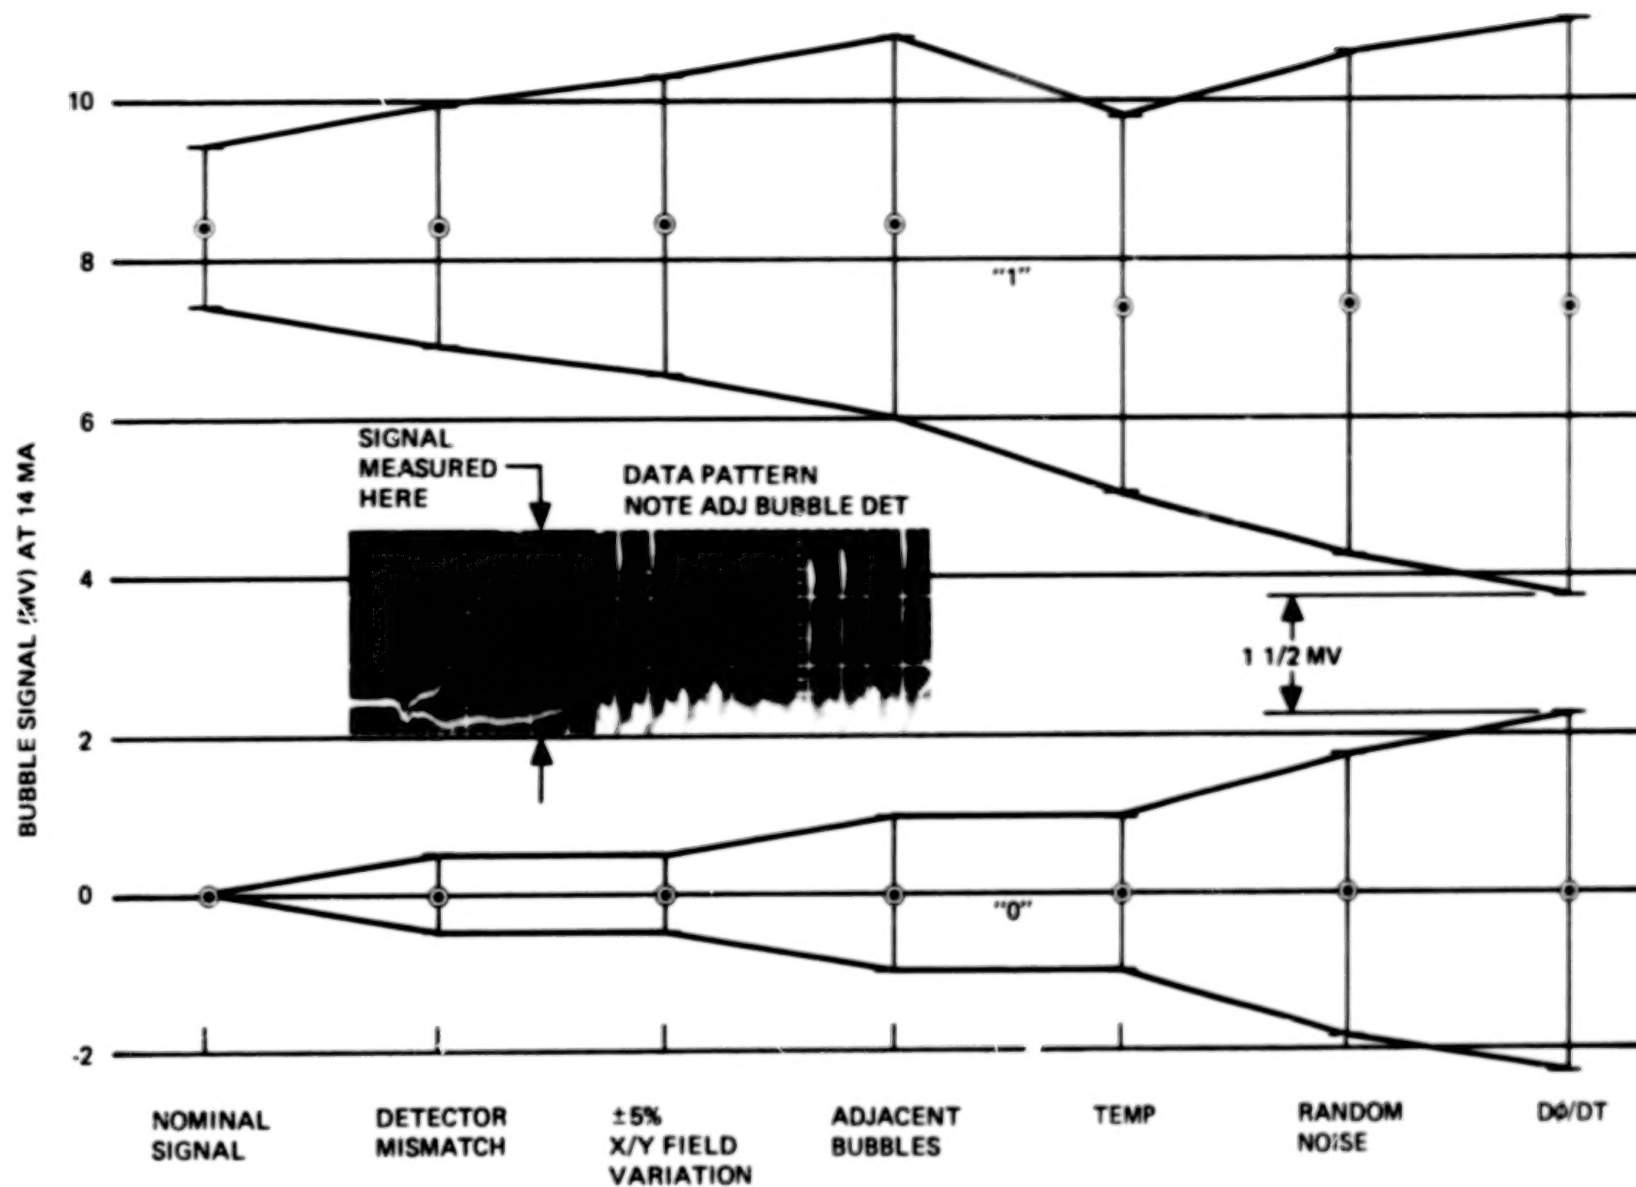 10
8
6
4
2
0
-2
BUBBLE SIGNAL (MV) AT 14 MA
"1"
SIGNAL
MEASURED
HERE
DATA PATTERN
NOTE ADJ BUBBLE DET
1 1/2 MV
"0"
NOMINAL
SIGNAL
DETECTOR
MISMATCH
±5%
X/Y FIELD
VARIATION
ADJACENT
BUBBLES
TEMP
RANDOM
NOISE
DΦ/DT